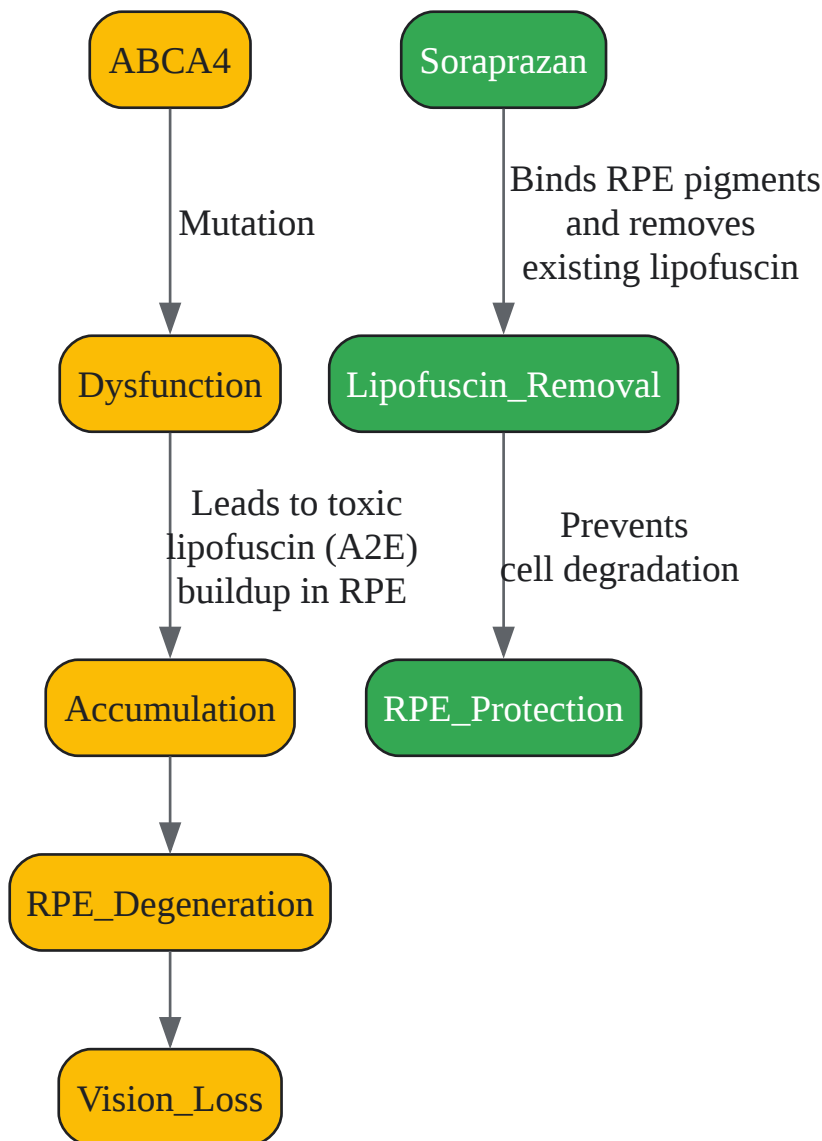 ABCA4
Mutation
Dysfunction
Leads to toxic
lipofuscin (A2E)
buildup in RPE
Accumulation
RPE_Degeneration
Vision_Loss
Soraprazan
Binds RPE pigments
and removes
existing lipofuscin
Lipofuscin_Removal
Prevents
cell degradation
RPE_Protection